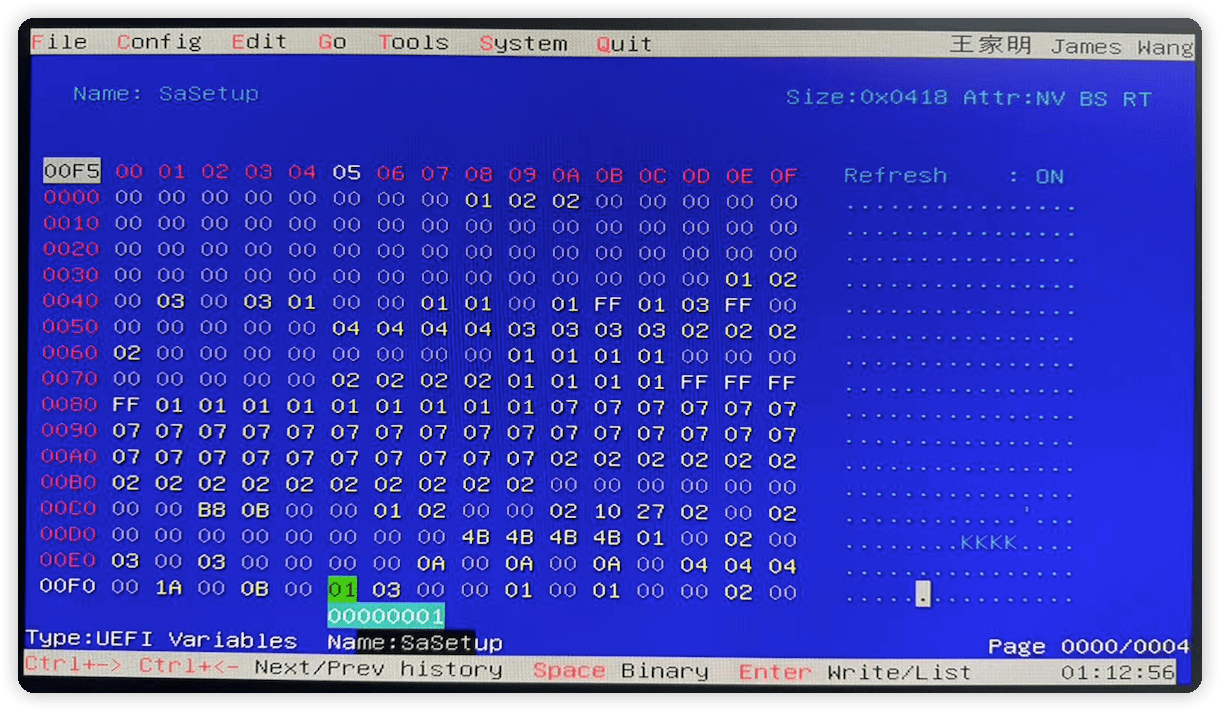 File Config Edit Go Tools System Quit 王家明 James Wang
Name: SaSetup Size:0x0418 Attr:NV BS RT
00F5 00 01 02 03 04 05 06 07 08 09 0A 0B 0C 0D 0E 0F Refresh : ON
0000 00 00 00 00 00 00 00 00 01 02 02 00 00 00 00 00 ................
0010 00 00 00 00 00 00 00 00 00 00 00 00 00 00 00 00 ................
0020 00 00 00 00 00 00 00 00 00 00 00 00 00 00 00 00 ................
0030 00 00 00 00 00 00 00 00 00 00 00 00 00 00 01 02 ................
0040 00 03 00 03 01 00 00 01 01 00 01 FF 01 03 FF 00 ................
0050 00 00 00 00 00 04 04 04 04 03 03 03 03 02 02 02 ................
0060 02 00 00 00 00 00 00 00 00 01 01 01 01 00 00 00 ................
0070 00 00 00 00 00 02 02 02 02 01 01 01 01 FF FF FF ................
0080 FF 01 01 01 01 01 01 01 01 01 07 07 07 07 07 07 ................
0090 07 07 07 07 07 07 07 07 07 07 07 07 07 07 07 07 ................
00A0 07 07 07 07 07 07 07 07 07 07 02 02 02 02 02 02 ................
00B0 02 02 02 02 02 02 02 02 02 02 00 00 00 00 00 00 ................
00C0 00 00 B8 0B 00 00 01 02 00 00 02 10 27 02 00 02 ............'...
00D0 00 00 00 00 00 00 00 00 4B 4B 4B 4B 01 00 02 00 ........KKKK....
00E0 03 00 03 00 00 00 00 0A 00 0A 00 0A 00 04 04 04 ................
00F0 00 1A 00 0B 00 01 03 00 00 01 00 01 00 00 02 00 ................
00000001
Type:UEFI Variables Name:SaSetup Page 0000/0004
Ctrl+-> Ctrl+<- Next/Prev history Space Binary Enter Write/List 01:12:56